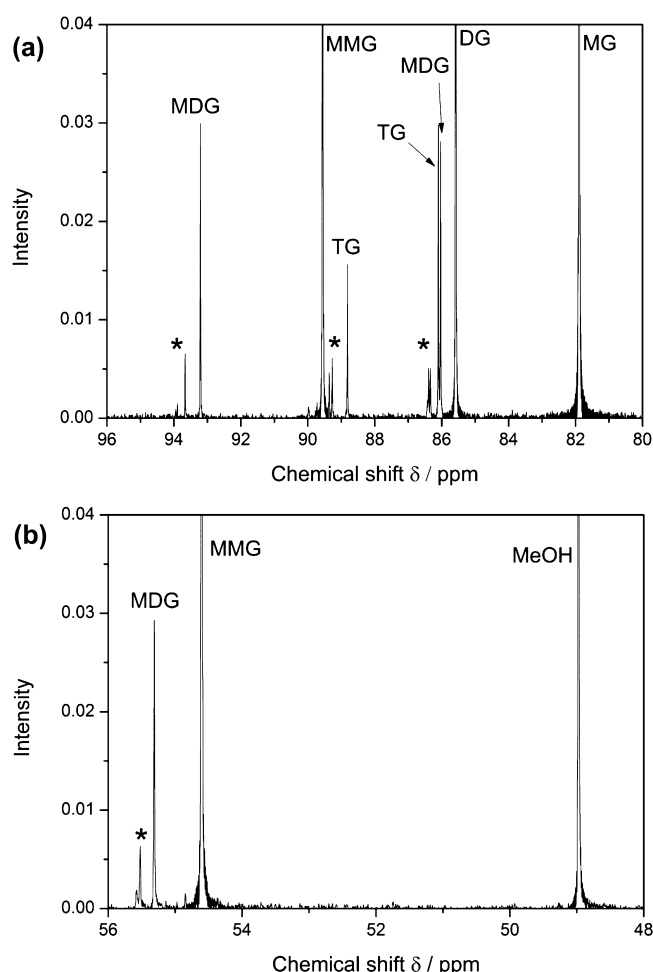 (a)
0.04
MMG
DG
MG
MDG
MDG
TG
0.03
Intensity
0.02
TG
0.01
*
*
*
0.00
96 94 92 90 88 86 84 82 80
Chemical shift δ / ppm
(b)
0.04
MMG
MeOH
MDG
0.03
Intensity
0.02
0.01
*
0.00
56 54 52 50 48
Chemical shift δ / ppm